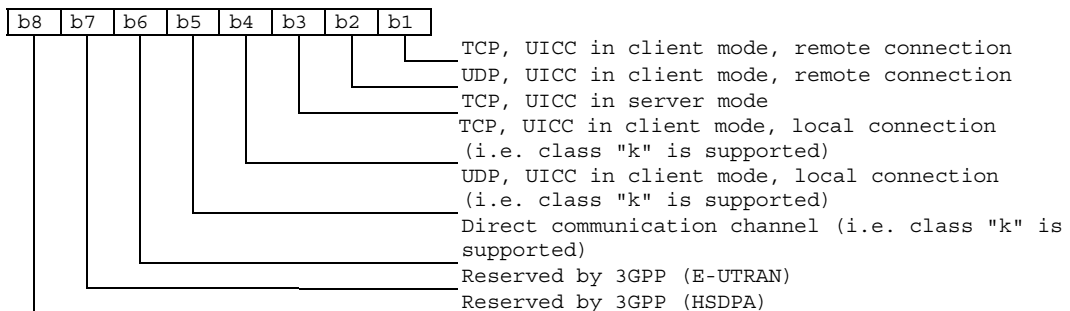 b8 b7 b6 b5 b4 b3 b2 b1
TCP, UICC in client mode, remote connection
UDP, UICC in client mode, remote connection
TCP, UICC in server mode
TCP, UICC in client mode, local connection
(i.e. class "k" is supported)
UDP, UICC in client mode, local connection
(i.e. class "k" is supported)
Direct communication channel (i.e. class "k" is
supported)
Reserved by 3GPP (E-UTRAN)
Reserved by 3GPP (HSDPA)